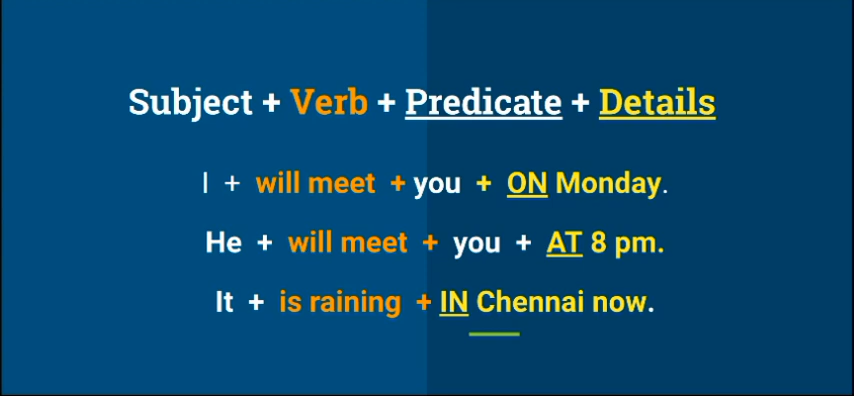 Subject + Verb + Predicate + Details
I + will meet + you + ON Monday.
He + will meet + you + AT 8 pm.
It + is raining + IN Chennai now.